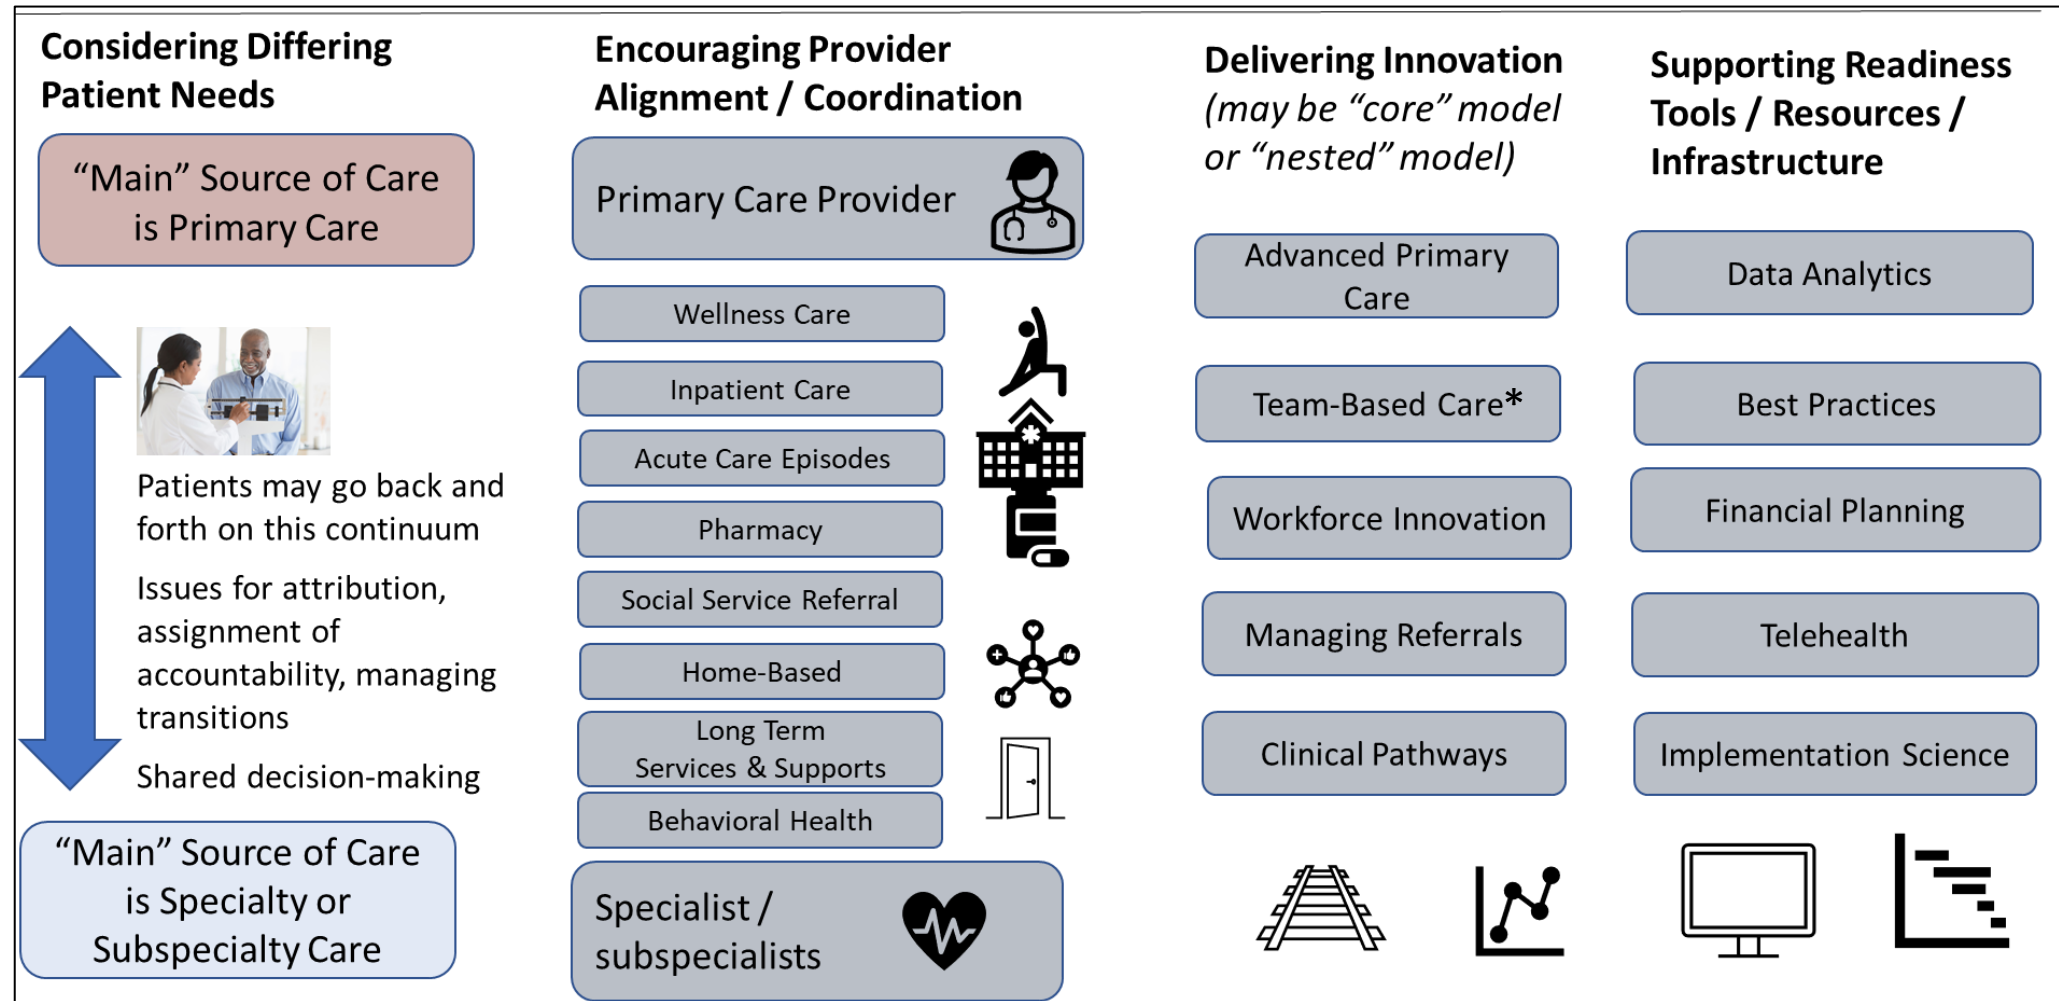 Considering Differing
Patient Needs
“Main” Source of Care
is Primary Care
Patients may go back and
forth on this continuum
Issues for attribution,
assignment of
accountability, managing
transitions
Shared decision-making
“Main” Source of Care
is Specialty or
Subspecialty Care
Encouraging Provider
Alignment / Coordination
Primary Care Provider
Wellness Care
Inpatient Care
Acute Care Episodes
Pharmacy
Social Service Referral
Home-Based
Long Term
Services & Supports
Behavioral Health
Specialist /
subspecialists
Delivering Innovation
(may be “core” model
or “nested” model)
Advanced Primary
Care
Team-Based Care*
Workforce Innovation
Managing Referrals
Clinical Pathways
Supporting Readiness
Tools / Resources /
Infrastructure
Data Analytics
Best Practices
Financial Planning
Telehealth
Implementation Science